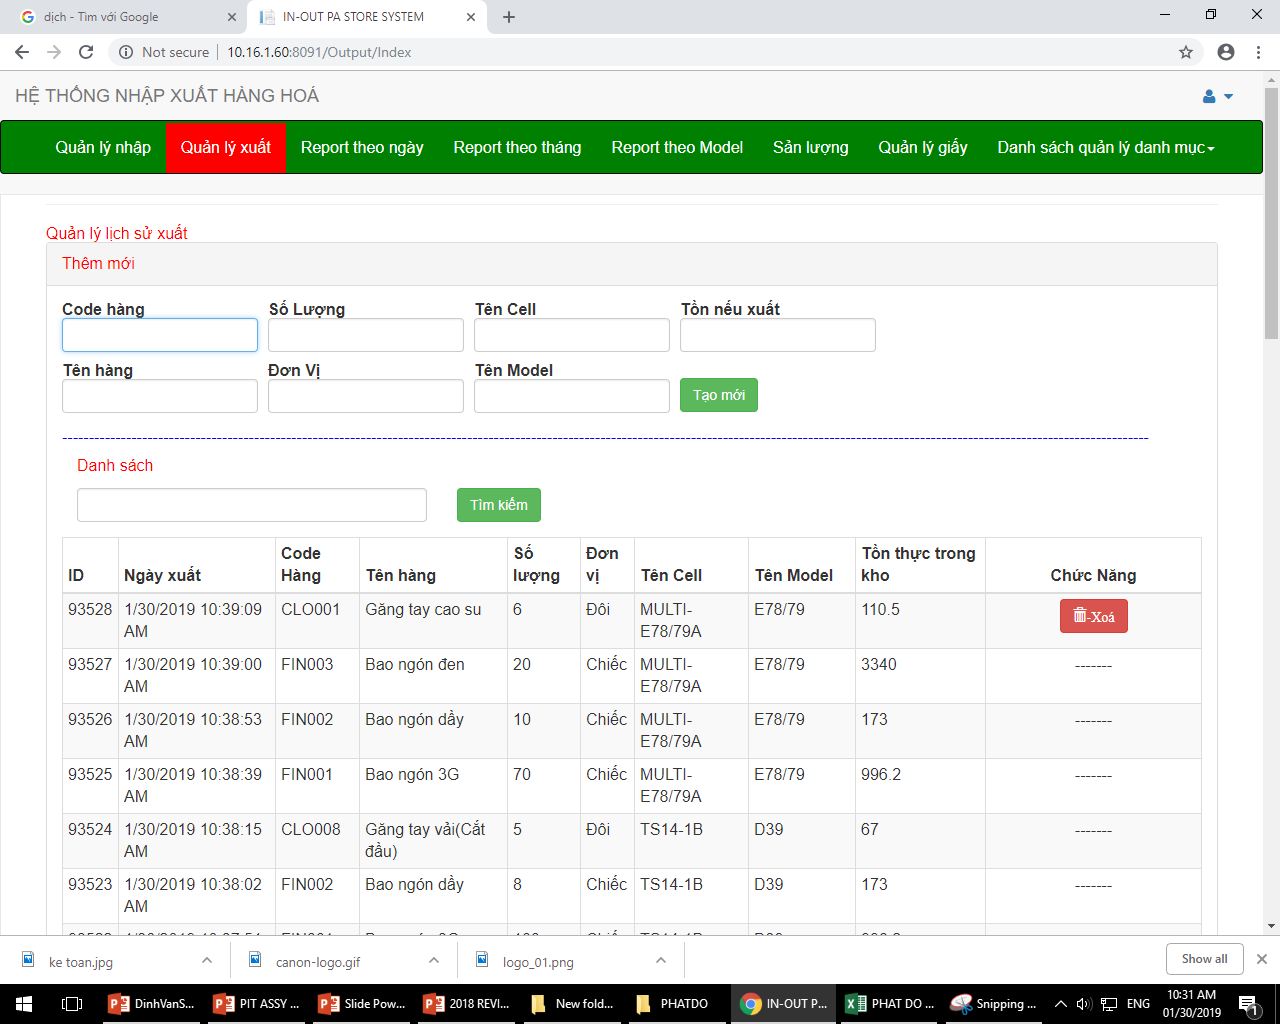 dịch - Tìm với Google
IN-OUT PA STORE SYSTEM
Not secure
10.16.1.60:8091/Output/Index
HỆ THỐNG NHẬP XUẤT HÀNG HOÁ
Quản lý nhập Quản lý xuất Report theo ngày Report theo tháng Report theo Model Sản lượng Quản lý giấy Danh sách quản lý danh mục
Quản lý lịch sử xuất
Thêm mới
Code hàng Số Lượng Tên Cell Tồn nếu xuất
Tên hàng Đơn Vị Tên Model
Tạo mới
Danh sách
Tìm kiếm
ID Ngày xuất Code Hàng Tên hàng Số lượng Đơn vị Tên Cell Tên Model Tồn thực trong kho Chức Năng
93528 1/30/2019 10:39:09 AM CLO001 Găng tay cao su 6 Đôi MULTI-E78/79A E78/79 110.5 -Xoá
93527 1/30/2019 10:39:00 AM FIN003 Bao ngón đen 20 Chiếc MULTI-E78/79A E78/79 3340 -------
93526 1/30/2019 10:38:53 AM FIN002 Bao ngón dầy 10 Chiếc MULTI-E78/79A E78/79 173 -------
93525 1/30/2019 10:38:39 AM FIN001 Bao ngón 3G 70 Chiếc MULTI-E78/79A E78/79 996.2 -------
93524 1/30/2019 10:38:15 AM CLO008 Găng tay vải(Cắt đầu) 5 Đôi TS14-1B D39 67 -------
93523 1/30/2019 10:38:02 AM FIN002 Bao ngón dầy 8 Chiếc TS14-1B D39 173 -------
ke toan.jpg canon-logo.gif logo_01.png Show all
DinhVanS... PIT ASSY ... Slide Pow... 2018 REVI... New fold... PHATDO IN-OUT P... PHAT DO ... Snipping ... ENG
10:31 AM
01/30/2019
1